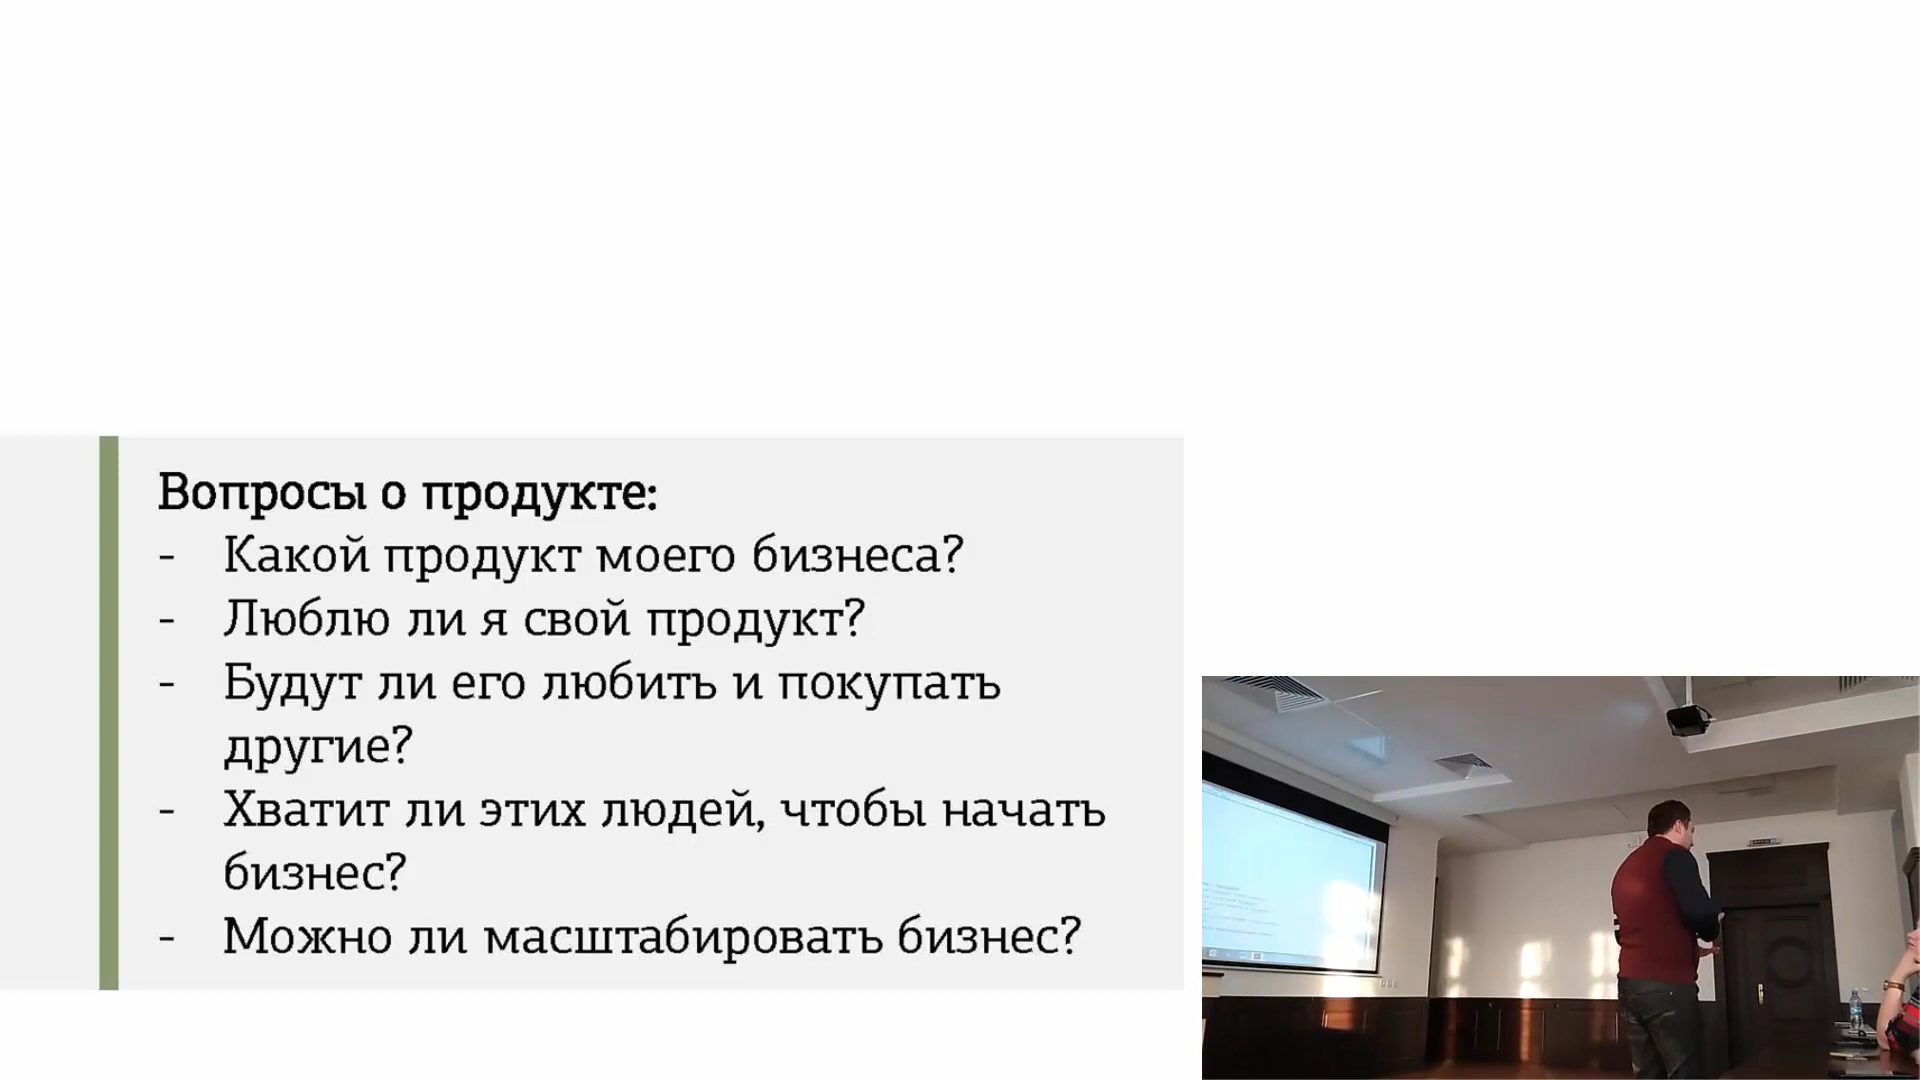 Вопросы о продукте:
- Какой продукт моего бизнеса?
- Люблю ли я свой продукт?
- Будут ли его любить и покупать
другие?
- Хватит ли этих людей, чтобы начать
бизнес?
- Можно ли масштабировать бизнес?